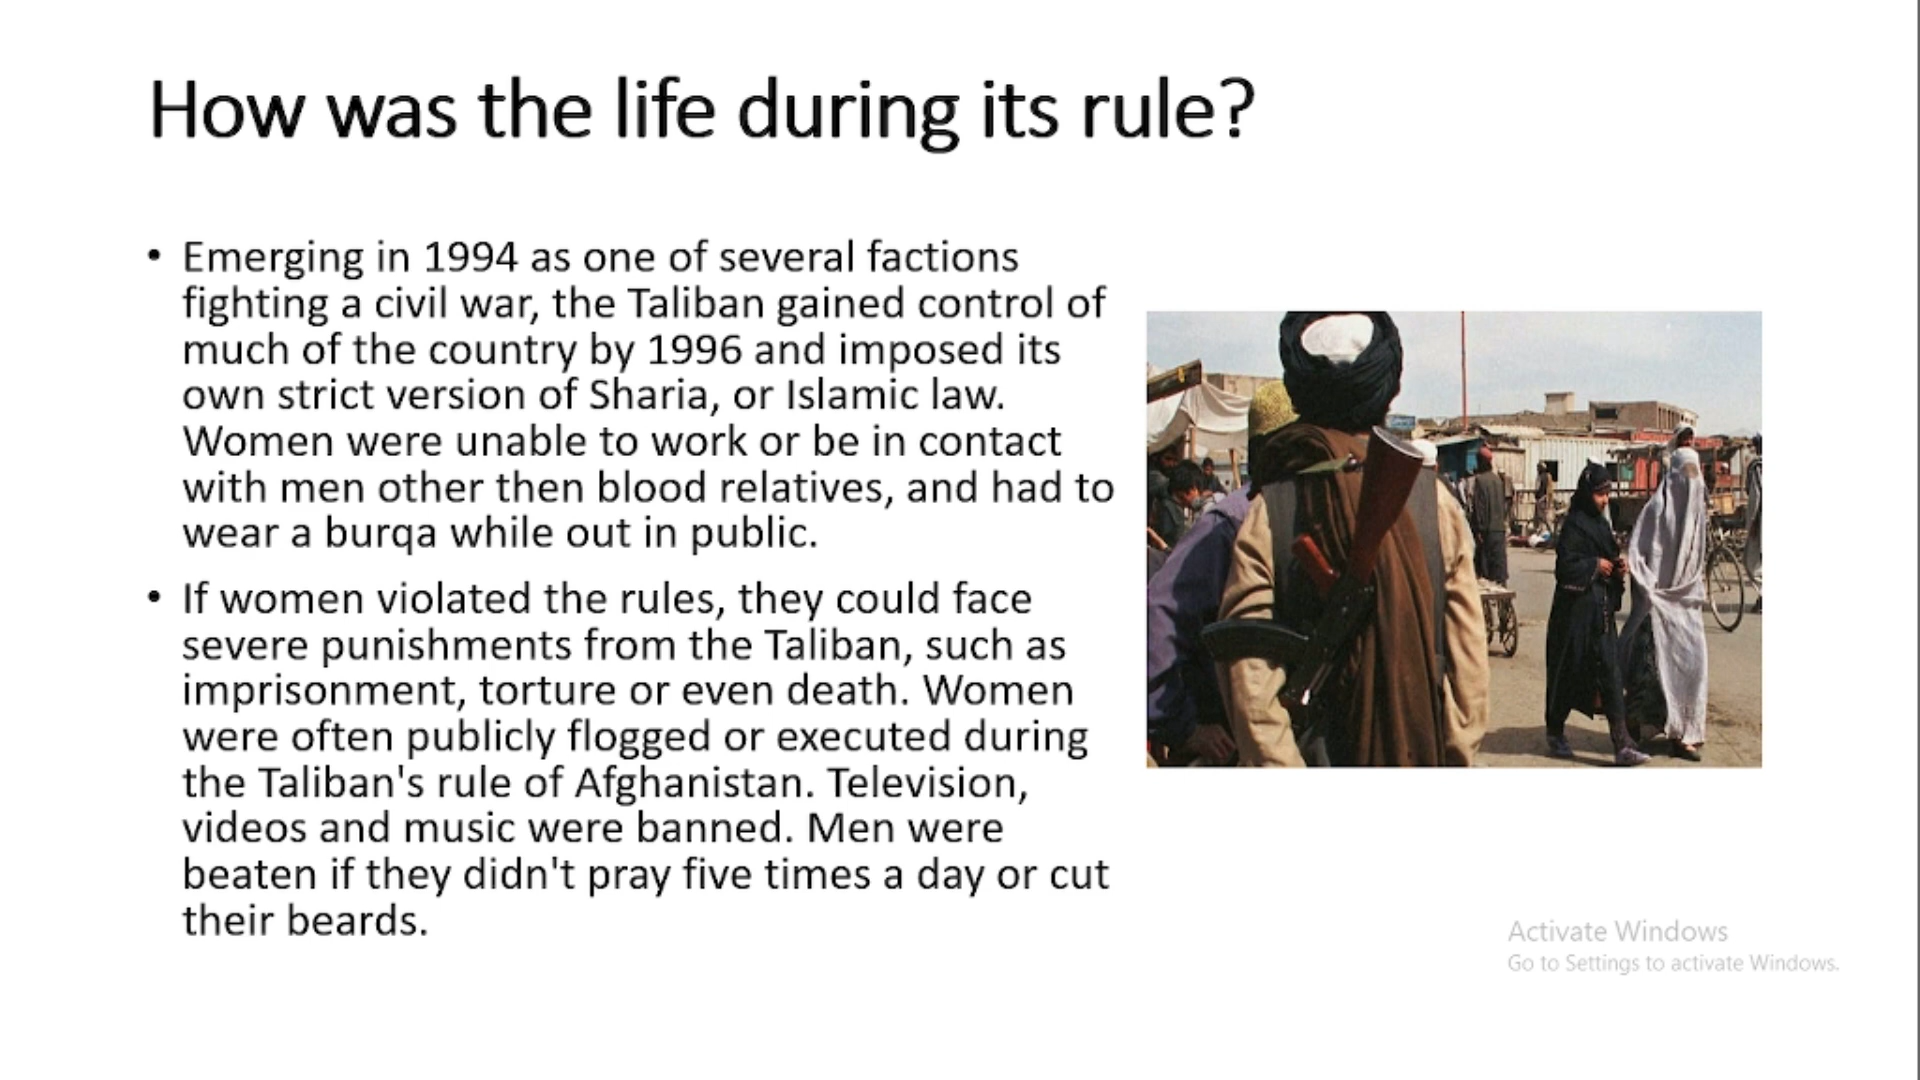 How was the life during its rule?
• Emerging in 1994 as one of several factions
fighting a civil war, the Taliban gained control of
much of the country by 1996 and imposed its
own strict version of Sharia, or Islamic law.
Women were unable to work or be in contact
with men other then blood relatives, and had to
wear a burqa while out in public.
• If women violated the rules, they could face
severe punishments from the Taliban, such as
imprisonment, torture or even death. Women
were often publicly flogged or executed during
the Taliban's rule of Afghanistan. Television,
videos and music were banned. Men were
beaten if they didn't pray five times a day or cut
their beards.
Activate Windows
Go to Settings to activate Windows.